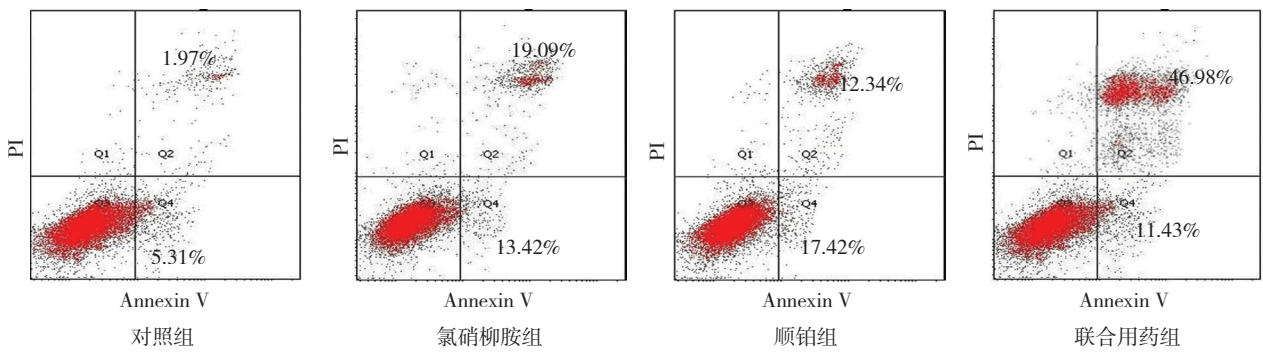 1.97%
PI
Q1
Q2
Q4
5.31%
Annexin V
对照组
19.09%
PI
Q1
Q2
Q4
13.42%
Annexin V
氯硝柳胺组
12.34%
PI
Q1
Q2
Q4
17.42%
Annexin V
顺铂组
46.98%
PI
Q1
Q2
Q4
11.43%
Annexin V
联合用药组